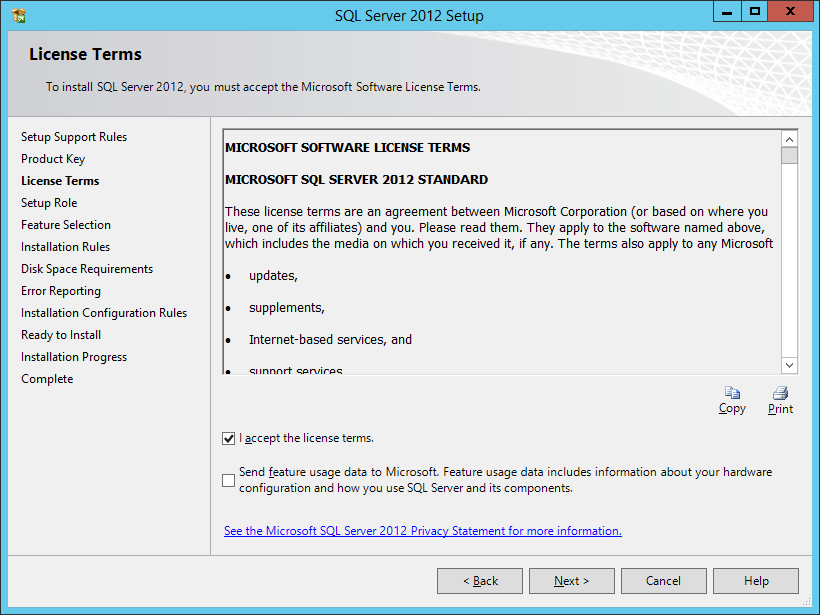 SQL Server 2012 Setup
License Terms
To install SQL Server 2012, you must accept the Microsoft Software License Terms.
Setup Support Rules
Product Key
License Terms
Setup Role
Feature Selection
Installation Rules
Disk Space Requirements
Error Reporting
Installation Configuration Rules
Ready to Install
Installation Progress
Complete
MICROSOFT SOFTWARE LICENSE TERMS
MICROSOFT SQL SERVER 2012 STANDARD
These license terms are an agreement between Microsoft Corporation (or based on where you
live, one of its affiliates) and you. Please read them. They apply to the software named above,
which includes the media on which you received it, if any. The terms also apply to any Microsoft
• updates,
• supplements,
• Internet-based services, and
• support services
Copy
Print
I accept the license terms.
Send feature usage data to Microsoft. Feature usage data includes information about your hardware
configuration and how you use SQL Server and its components.
See the Microsoft SQL Server 2012 Privacy Statement for more information.
< Back
Next >
Cancel
Help